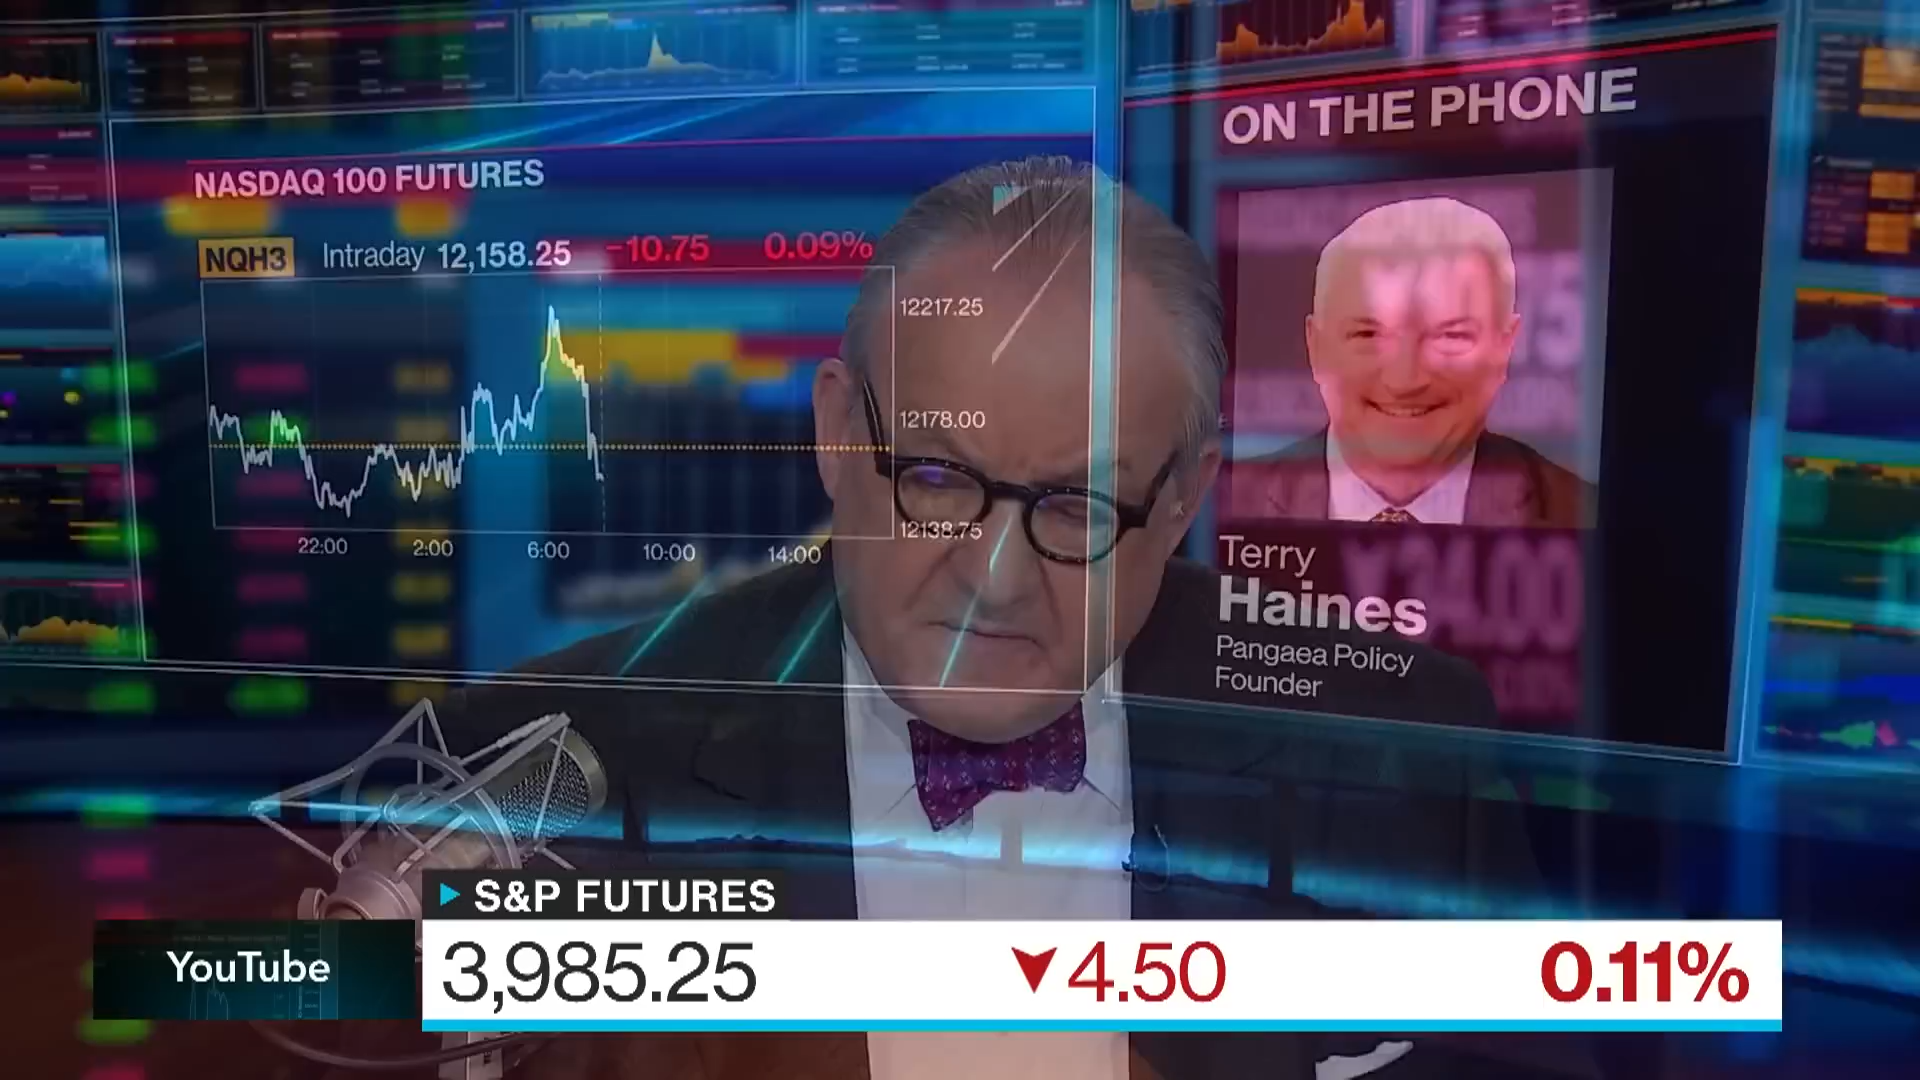 NASDAQ 100 FUTURES
NQH3 Intraday 12,158.25 -10.75 0.09%
12217.25
12178.00
12138.75
22:00 2:00 6:00 10:00 14:00
ON THE PHONE
Terry
Haines
Pangaea Policy
Founder
S&P FUTURES
YouTube
3,985.25 4.50 0.11%